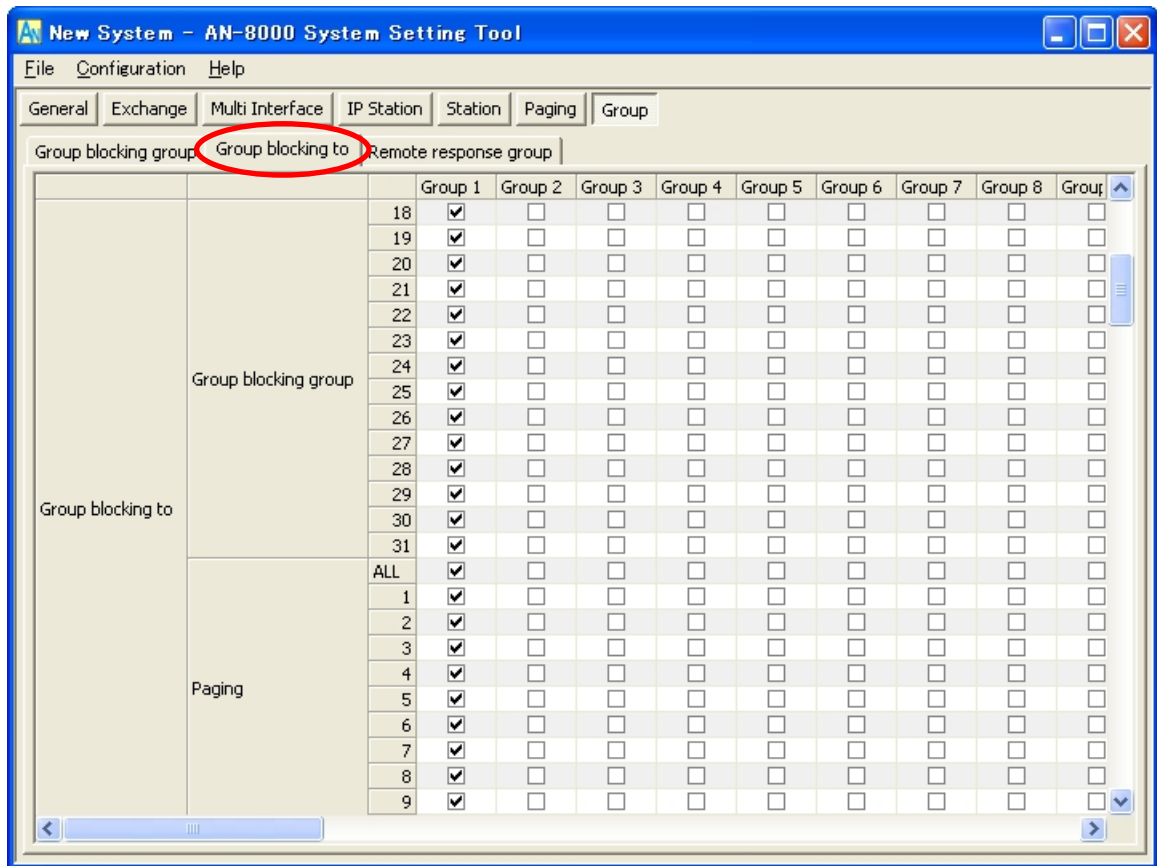 New System - AN-8000 System Setting Tool
File Configuration Help
General Exchange Multi Interface IP Station Station Paging Group
Group blocking group Group blocking to Remote response group
Group 1 Group 2 Group 3 Group 4 Group 5 Group 6 Group 7 Group 8 Group
18
19
20
21
22
23
24
Group blocking group
25
26
27
28
29
Group blocking to
30
31
ALL
1
2
3
4
Paging
5
6
7
8
9